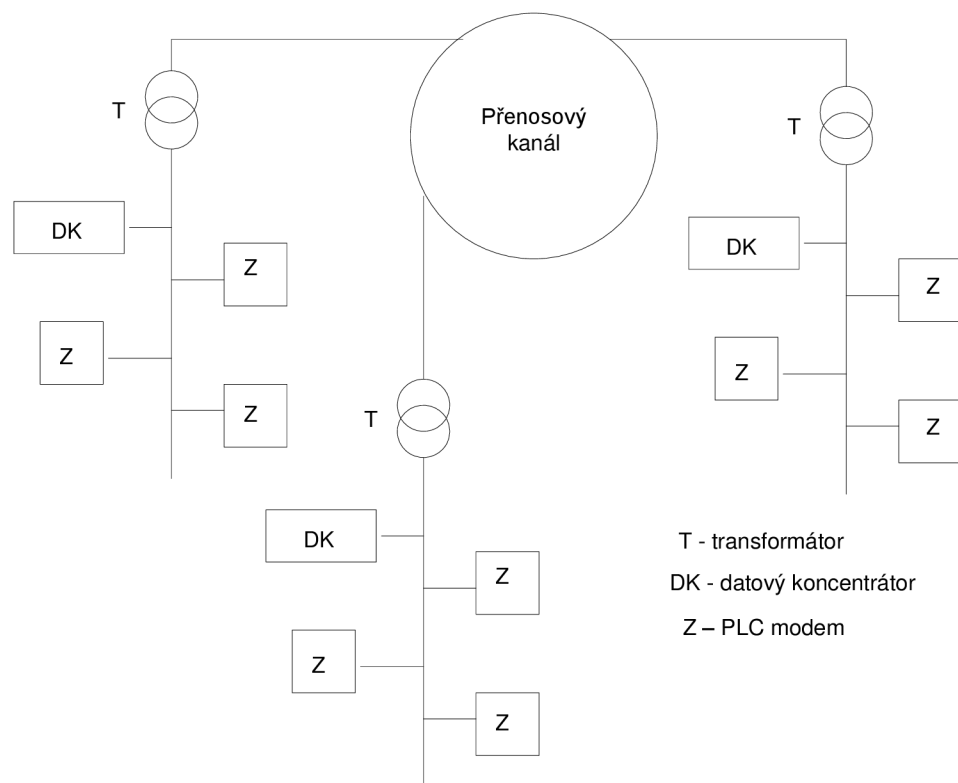 Přenosový
kanál
T
DK
Z
Z
Z
T
DK
Z
Z
Z
T
DK
Z
Z
Z
T - transformátor
DK - datový koncentrátor
Z – PLC modem